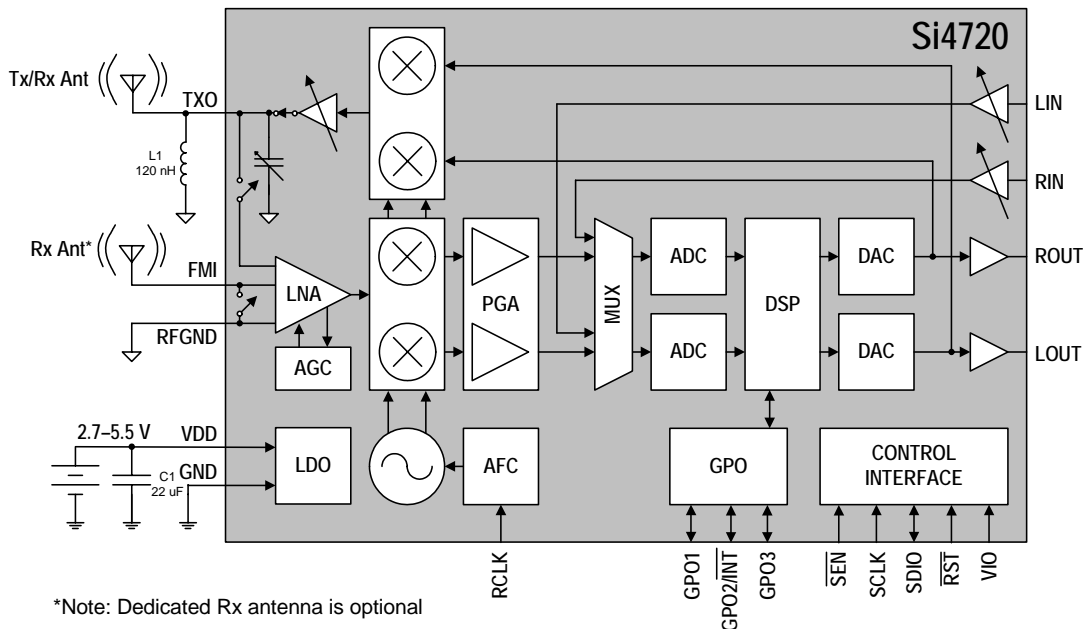 Si4720
Tx/Rx Ant
TXO
LIN
L1
120 nH
RIN
Rx Ant*
FMI
LNA
PGA
MUX
ADC
DSP
DAC
ROUT
RFGND
AGC
ADC
DAC
LOUT
2.7–5.5 V
VDD
LDO
AFC
GPO
CONTROL
INTERFACE
C1
22 uF
GND
RCLK
GPO1
GPO2/INT
GPO3
SEN
SCLK
SDIO
RST
VIO
*Note: Dedicated Rx antenna is optional